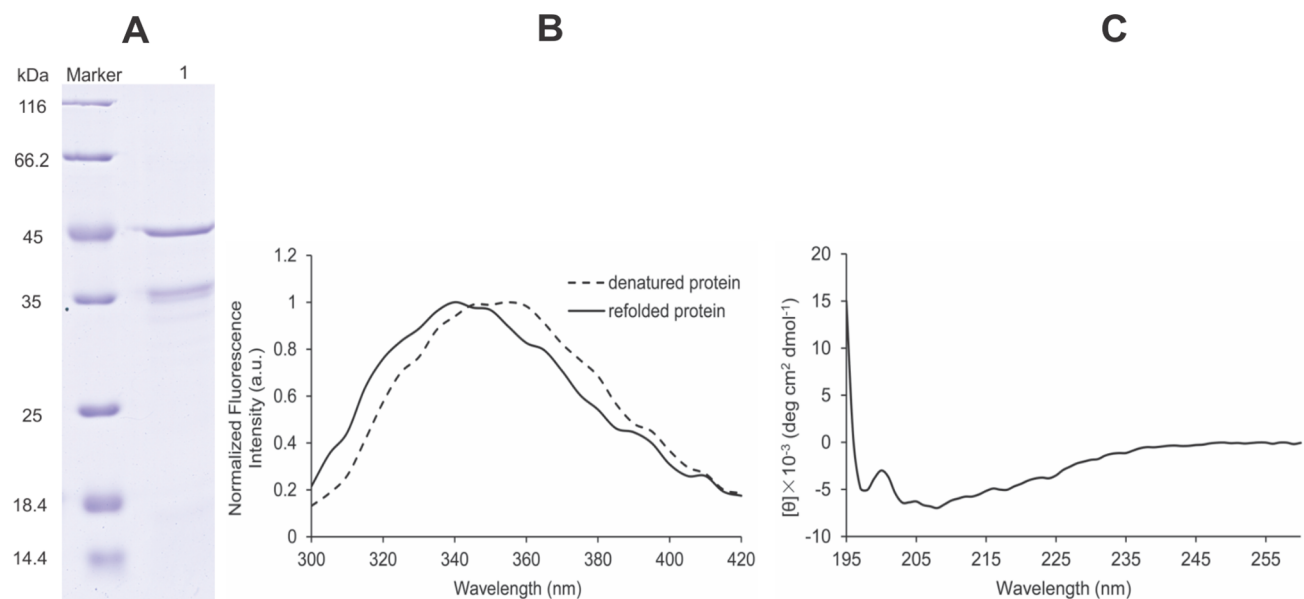 A
B
C
kDa Marker 1
116
66.2
45
35
25
18.4
14.4
Normalized Fluorescence
Intensity (a.u.)
1.2
1
0.8
0.6
0.4
0.2
0
denatured protein
refolded protein
300 320 340 360 380 400 420
Wavelength (nm)
[θ]×10⁻³ (deg cm² dmol⁻¹)
20
15
10
5
0
-5
-10
195 205 215 225 235 245 255
Wavelength (nm)